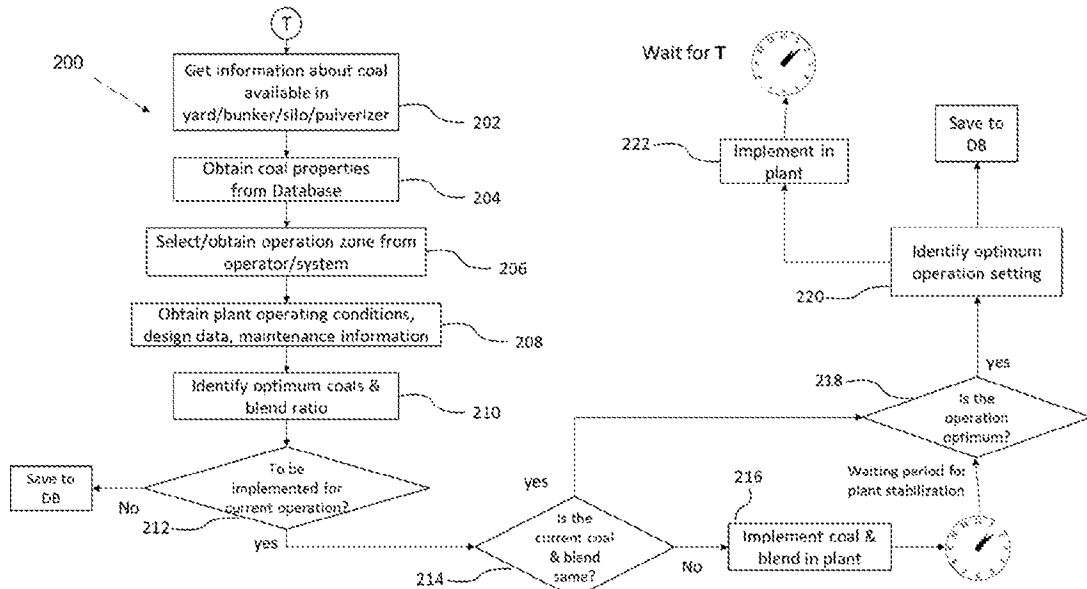 T
200
Get information about coal
available in
yard/bunker/silo/pulverizer
202
Obtain coal properties
from Database
204
Select/obtain operation zone from
operator/system
206
Obtain plant operating conditions,
design data, maintenance information
208
Identify optimum coals &
blend ratio
210
To be
implemented for
current operation?
212
No
Save to
DB
yes
Is the
current coal
& blend
same?
214
yes
No
216
Implement coal &
blend in plant
Waiting period for
plant stabilization
218
Is the
operation
optimum?
yes
Identify optimum
operation setting
220
Save to
DB
222
Implement in
plant
Wait for T